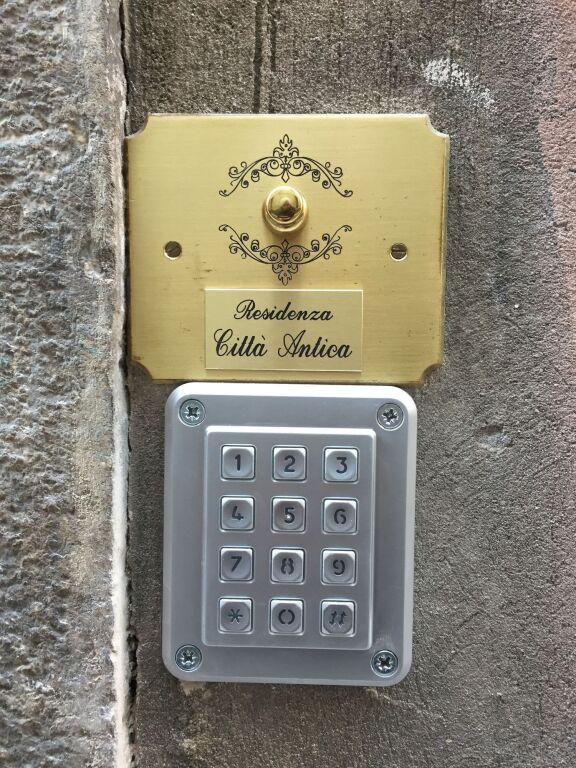 Residenza
Città Antica
1 2 3
4 5 6
7 8 9
* 0 #